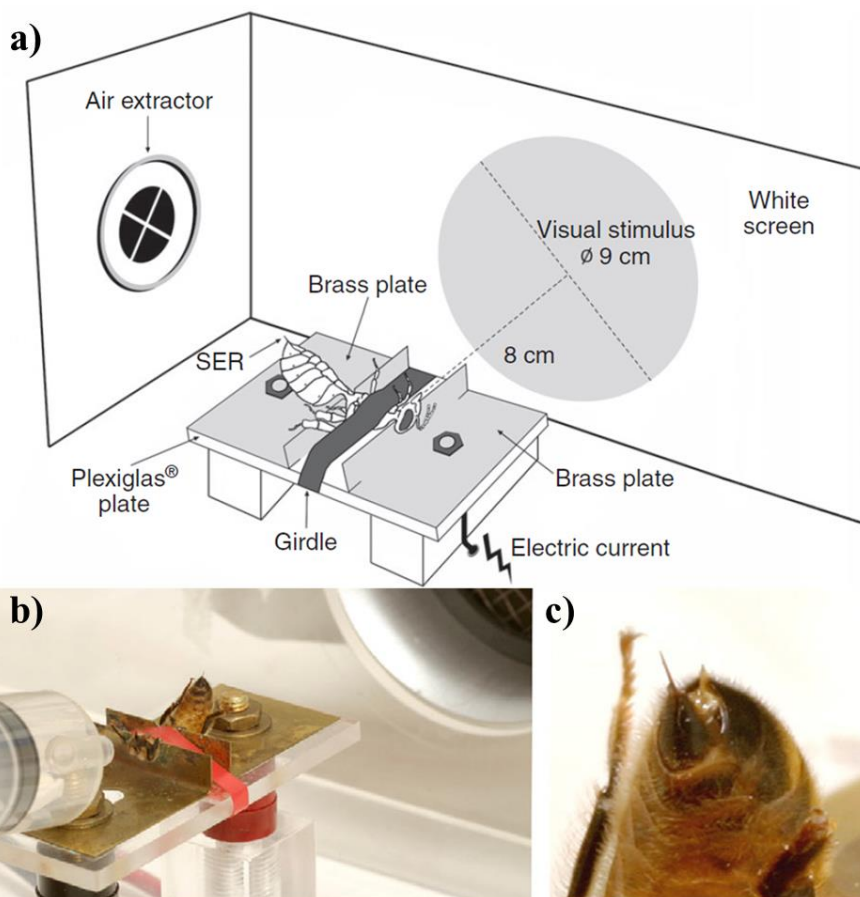 a)
Air extractor
White
screen
Visual stimulus
ø 9 cm
Brass plate
8 cm
SER
Plexiglas®
plate
Brass plate
Girdle
Electric current
b)
c)